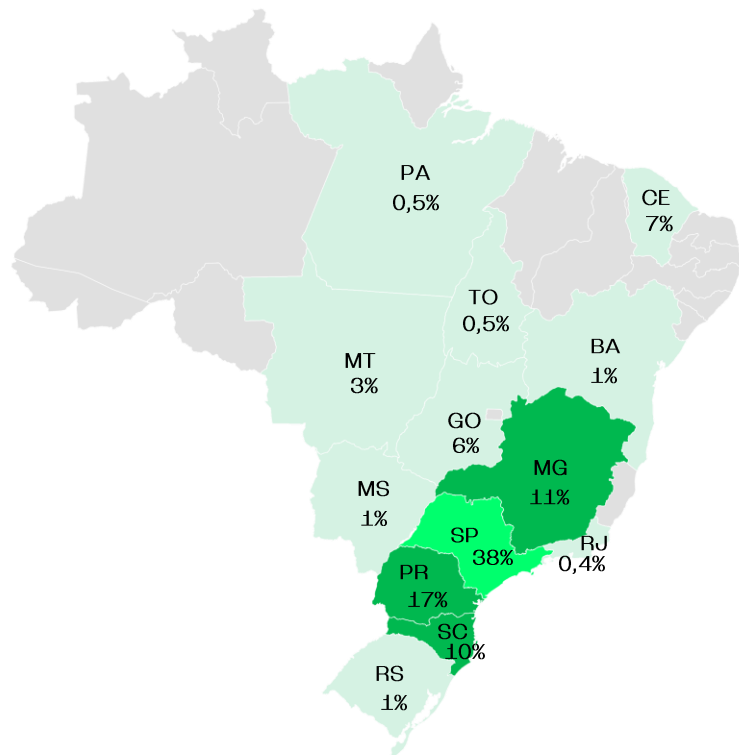 PA
0,5%
CE
7%
TO
0,5%
BA
1%
MT
3%
GO
6%
MG
11%
MS
1%
SP
38%
RJ
0,4%
PR
17%
SC
10%
RS
1%